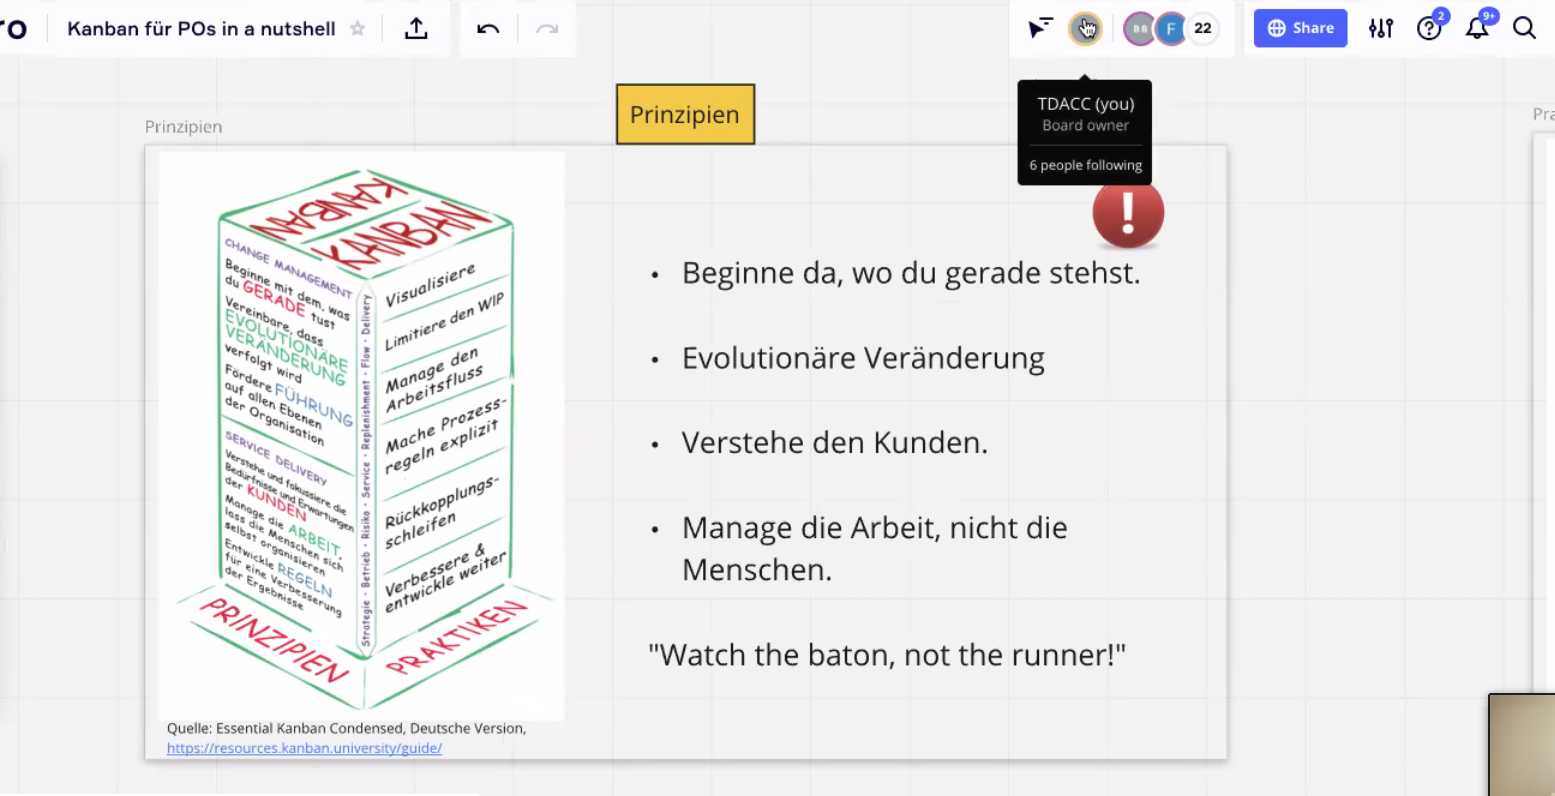 ro
Kanban für POs in a nutshell
BB
F
22
Share
2
9+
TDACC (you)
Board owner
6 people following
Prinzipien
Prinzipien
KANBAN
KANBAN
CHANGE MANAGEMENT
Beginne mit dem, was
du GERADE tust
Vereinbare, dass
EVOLUTIONÄRE
VERÄNDERUNG
verfolgt wird
Fördere FÜHRUNG
auf allen Ebenen
der Organisation
SERVICE DELIVERY
Verstehe und fokussiere die
Bedürfnisse und Erwartungen
der KUNDEN
Manage die ARBEIT,
lass die Menschen sich
selbst organisieren
Entwickle REGELN
für eine Verbesserung
der Ergebnisse
Strategie · Betrieb · Risiko · Service · Replenishment · Flow · Delivery
Visualisiere
Limitiere den WIP
Manage den
Arbeitsfluss
Mache Prozess-
regeln explizit
Rückkopplungs-
schleifen
Verbessere &
entwickle weiter
PRINZIPIEN
PRAKTIKEN
Quelle: Essential Kanban Condensed, Deutsche Version,
https://resources.kanban.university/guide/
!
• Beginne da, wo du gerade stehst.
• Evolutionäre Veränderung
• Verstehe den Kunden.
• Manage die Arbeit, nicht die
Menschen.
"Watch the baton, not the runner!"
Pra